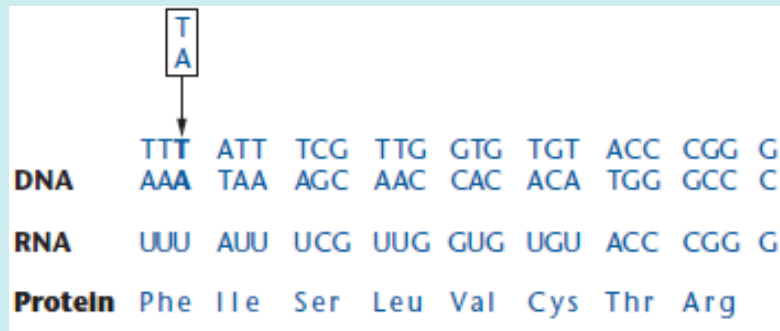 T
A
TTT ATT TCG TTG GTG TGT ACC CGG G
DNA AAA TAA AGC AAC CAC ACA TGG GCC C
RNA UUU AUU UCG UUG GUG UGU ACC CGG G
Protein Phe Ile Ser Leu Val Cys Thr Arg